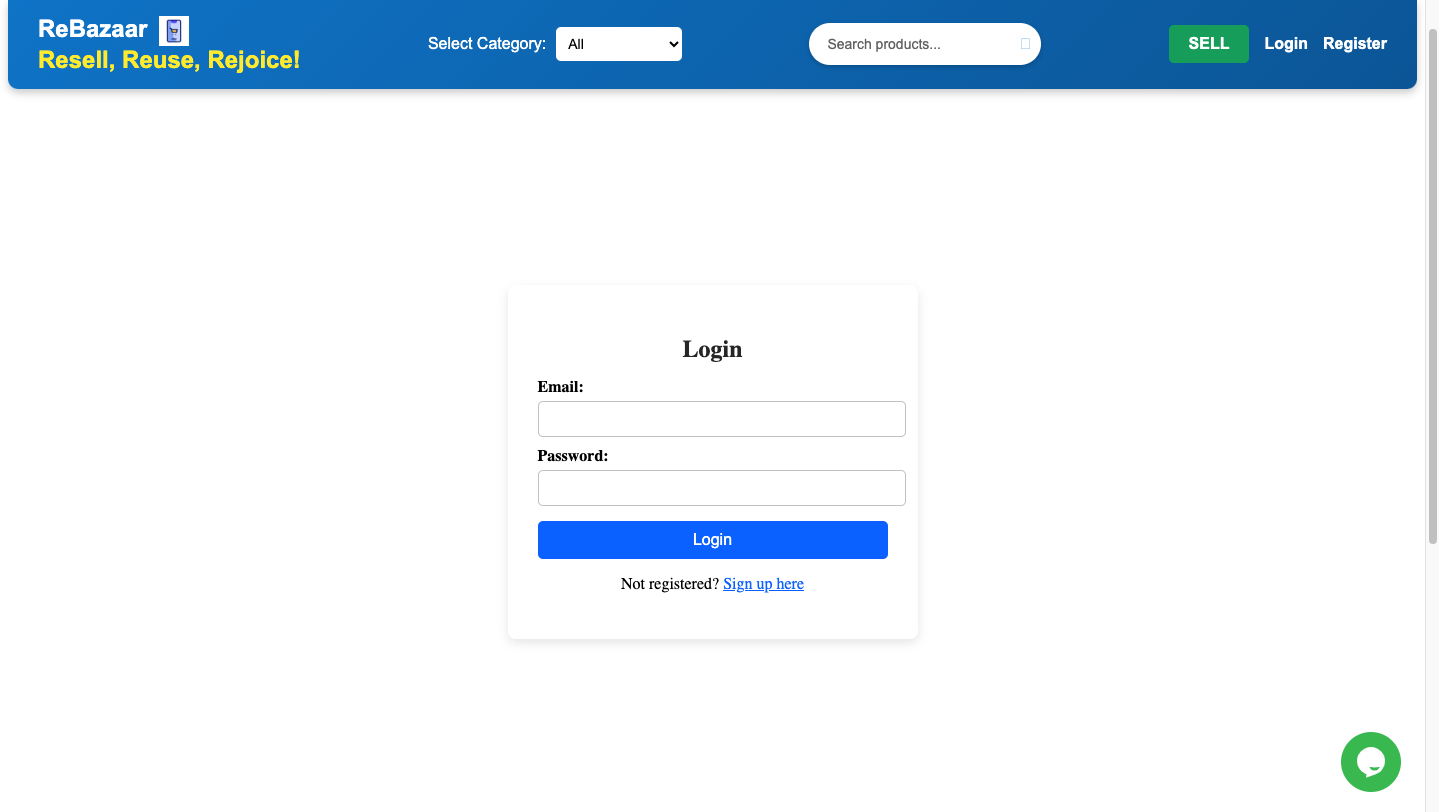 ReBazaar
Resell, Reuse, Rejoice!
Select Category: All
Search products...
SELL Login Register
Login
Email:
Password:
Login
Not registered? Sign up here